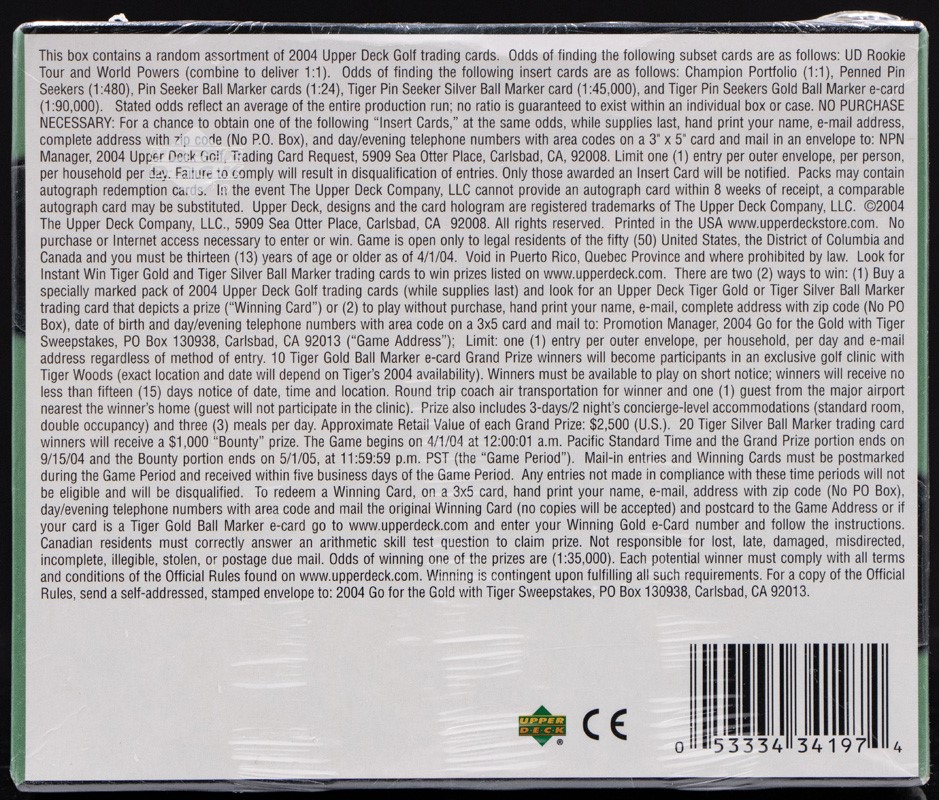 This box contains a random assortment of 2004 Upper Deck Golf trading cards. Odds of finding the following subset cards are as follows: UD Rookie
Tour and World Powers (combine to deliver 1:1). Odds of finding the following insert cards are as follows: Champion Portfolio (1:1), Penned Pin
Seekers (1:480), Pin Seeker Ball Marker cards (1:24), Tiger Pin Seeker Silver Ball Marker card (1:45,000), and Tiger Pin Seekers Gold Ball Marker e-card
(1:90,000). Stated odds reflect an average of the entire production run; no ratio is guaranteed to exist within an individual box or case. NO PURCHASE
NECESSARY: For a chance to obtain one of the following "Insert Cards," at the same odds, while supplies last, hand print your name, e-mail address,
complete address with zip code (No P.O. Box), and day/evening telephone numbers with area codes on a 3" x 5" card and mail in an envelope to: NPN
Manager, 2004 Upper Deck Golf, Trading Card Request, 5909 Sea Otter Place, Carlsbad, CA, 92008. Limit one (1) entry per outer envelope, per person,
per household per day. Failure to comply will result in disqualification of entries. Only those awarded an Insert Card will be notified. Packs may contain
autograph redemption cards. In the event The Upper Deck Company, LLC cannot provide an autograph card within 8 weeks of receipt, a comparable
autograph card may be substituted. Upper Deck, designs and the card hologram are registered trademarks of The Upper Deck Company, LLC. ©2004
The Upper Deck Company, LLC., 5909 Sea Otter Place, Carlsbad, CA 92008. All rights reserved. Printed in the USA www.upperdeckstore.com. No
purchase or Internet access necessary to enter or win. Game is open only to legal residents of the fifty (50) United States, the District of Columbia and
Canada and you must be thirteen (13) years of age or older as of 4/1/04. Void in Puerto Rico, Quebec Province and where prohibited by law. Look for
Instant Win Tiger Gold and Tiger Silver Ball Marker trading cards to win prizes listed on www.upperdeck.com. There are two (2) ways to win: (1) Buy a
specially marked pack of 2004 Upper Deck Golf trading cards (while supplies last) and look for an Upper Deck Tiger Gold or Tiger Silver Ball Marker
trading card that depicts a prize ("Winning Card") or (2) to play without purchase, hand print your name, e-mail, complete address with zip code (No PO
Box), date of birth and day/evening telephone numbers with area code on a 3x5 card and mail to: Promotion Manager, 2004 Go for the Gold with Tiger
Sweepstakes, PO Box 130938, Carlsbad, CA 92013 ("Game Address"); Limit: one (1) entry per outer envelope, per household, per day and e-mail
address regardless of method of entry. 10 Tiger Gold Ball Marker e-card Grand Prize winners will become participants in an exclusive golf clinic with
Tiger Woods (exact location and date will depend on Tiger's 2004 availability). Winners must be available to play on short notice; winners will receive no
less than fifteen (15) days notice of date, time and location. Round trip coach air transportation for winner and one (1) guest from the major airport
nearest the winner's home (guest will not participate in the clinic). Prize also includes 3-days/2 night's concierge-level accommodations (standard room,
double occupancy) and three (3) meals per day. Approximate Retail Value of each Grand Prize: $2,500 (U.S.). 20 Tiger Silver Ball Marker trading card
winners will receive a $1,000 "Bounty" prize. The Game begins on 4/1/04 at 12:00:01 a.m. Pacific Standard Time and the Grand Prize portion ends on
9/15/04 and the Bounty portion ends on 5/1/05, at 11:59:59 p.m. PST (the "Game Period"). Mail-in entries and Winning Cards must be postmarked
during the Game Period and received within five business days of the Game Period. Any entries not made in compliance with these time periods will not
be eligible and will be disqualified. To redeem a Winning Card, on a 3x5 card, hand print your name, e-mail, address with zip code (No PO Box),
day/evening telephone numbers with area code and mail the original Winning Card (no copies will be accepted) and postcard to the Game Address or if
your card is a Tiger Gold Ball Marker e-card go to www.upperdeck.com and enter your Winning Gold e-Card number and follow the instructions.
Canadian residents must correctly answer an arithmetic skill test question to claim prize. Not responsible for lost, late, damaged, misdirected,
incomplete, illegible, stolen, or postage due mail. Odds of winning one of the prizes are (1:35,000). Each potential winner must comply with all terms
and conditions of the Official Rules found on www.upperdeck.com. Winning is contingent upon fulfilling all such requirements. For a copy of the Official
Rules, send a self-addressed, stamped envelope to: 2004 Go for the Gold with Tiger Sweepstakes, PO Box 130938, Carlsbad, CA 92013.
UPPER
DECK ®
CE
0 53334 34197 4